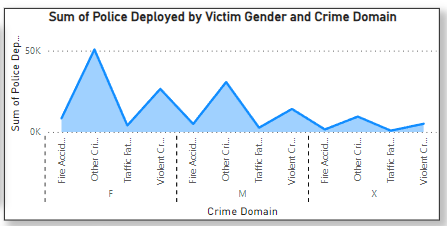 Sum of Police Deployed by Victim Gender and Crime Domain
Sum of Police Dep...
50K
0K
Fire Accid...
Other Cri...
Traffic Fat...
Violent Cr...
Fire Accid...
Other Cri...
Traffic Fat...
Violent Cr...
Fire Accid...
Other Cri...
Traffic Fat...
Violent Cr...
F
M
X
Crime Domain